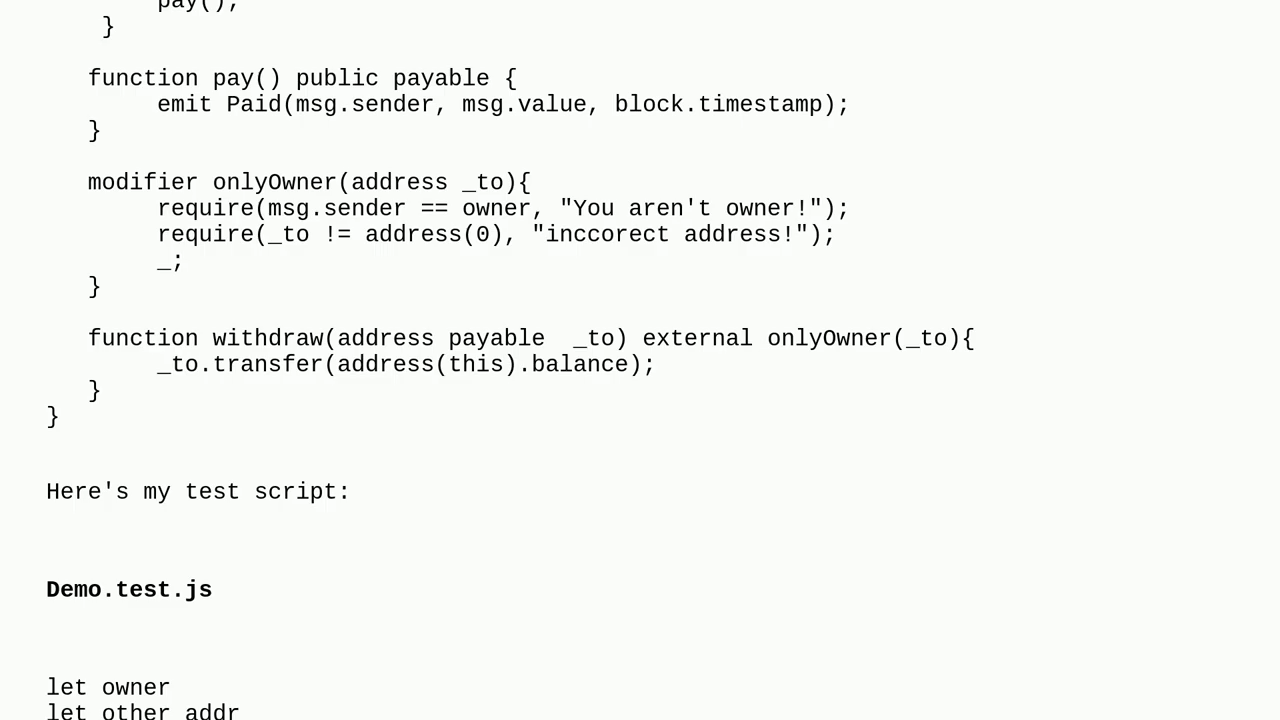 pay();
}
function pay() public payable {
emit Paid(msg.sender, msg.value, block.timestamp);
}
modifier onlyOwner(address _to){
require(msg.sender == owner, "You aren't owner!");
require(_to != address(0), "inccorect address!");
_;
}
function withdraw(address payable  _to) external onlyOwner(_to){
_to.transfer(address(this).balance);
}
}
Here's my test script:
Demo.test.js
let owner
let other_addr